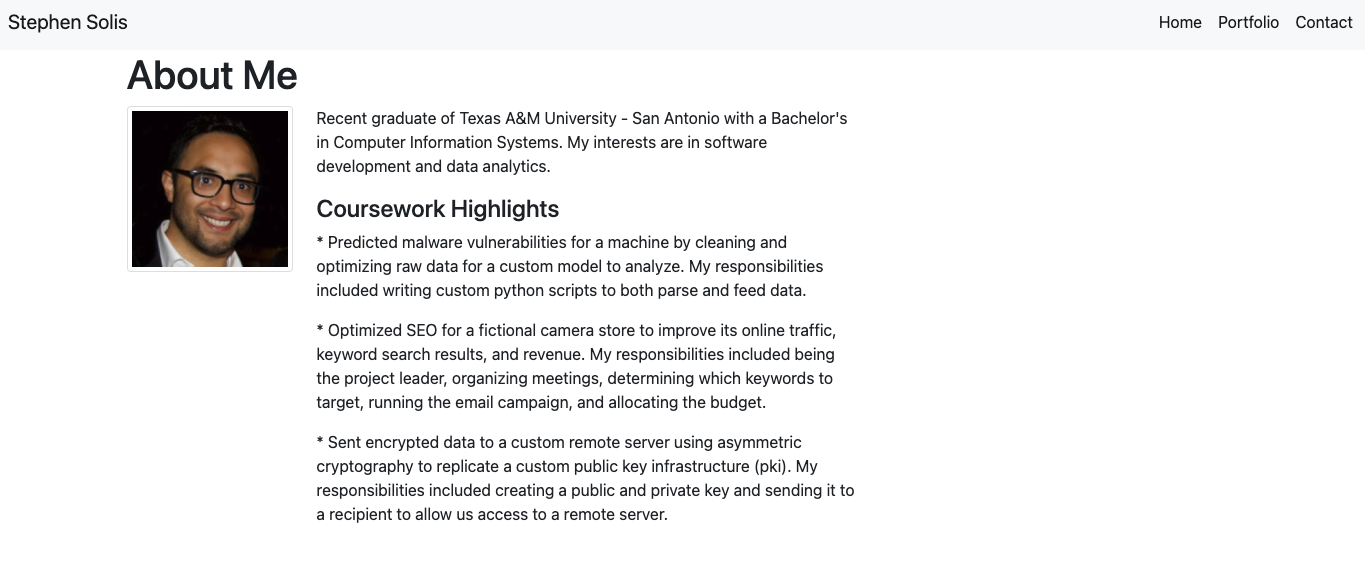 Stephen Solis
Home Portfolio Contact
About Me
Recent graduate of Texas A&M University - San Antonio with a Bachelor's
in Computer Information Systems. My interests are in software
development and data analytics.
Coursework Highlights
* Predicted malware vulnerabilities for a machine by cleaning and
optimizing raw data for a custom model to analyze. My responsibilities
included writing custom python scripts to both parse and feed data.
* Optimized SEO for a fictional camera store to improve its online traffic,
keyword search results, and revenue. My responsibilities included being
the project leader, organizing meetings, determining which keywords to
target, running the email campaign, and allocating the budget.
* Sent encrypted data to a custom remote server using asymmetric
cryptography to replicate a custom public key infrastructure (pki). My
responsibilities included creating a public and private key and sending it to
a recipient to allow us access to a remote server.